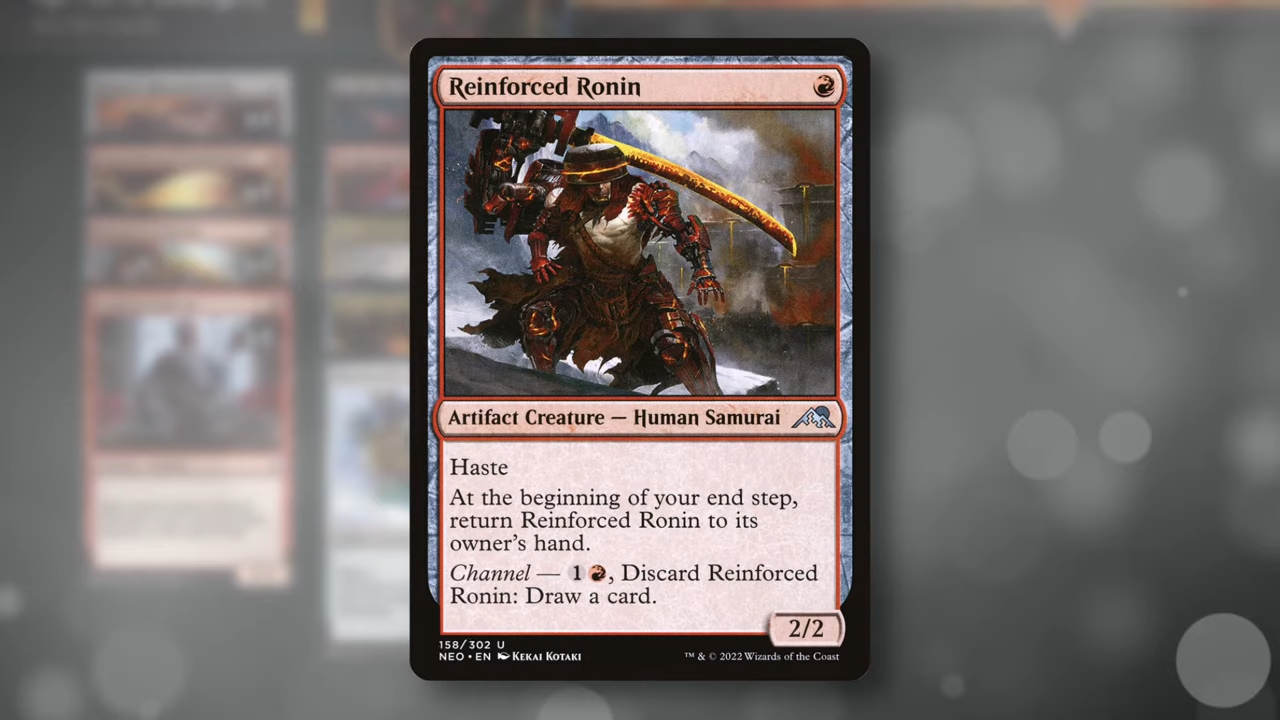 Reinforced Ronin
Artifact Creature — Human Samurai
Haste
At the beginning of your end step,
return Reinforced Ronin to its
owner's hand.
Channel — 1, Discard Reinforced
Ronin: Draw a card.
2/2
158/302 U
NEO • EN KEKAI KOTAKI
™ & © 2022 Wizards of the Coast